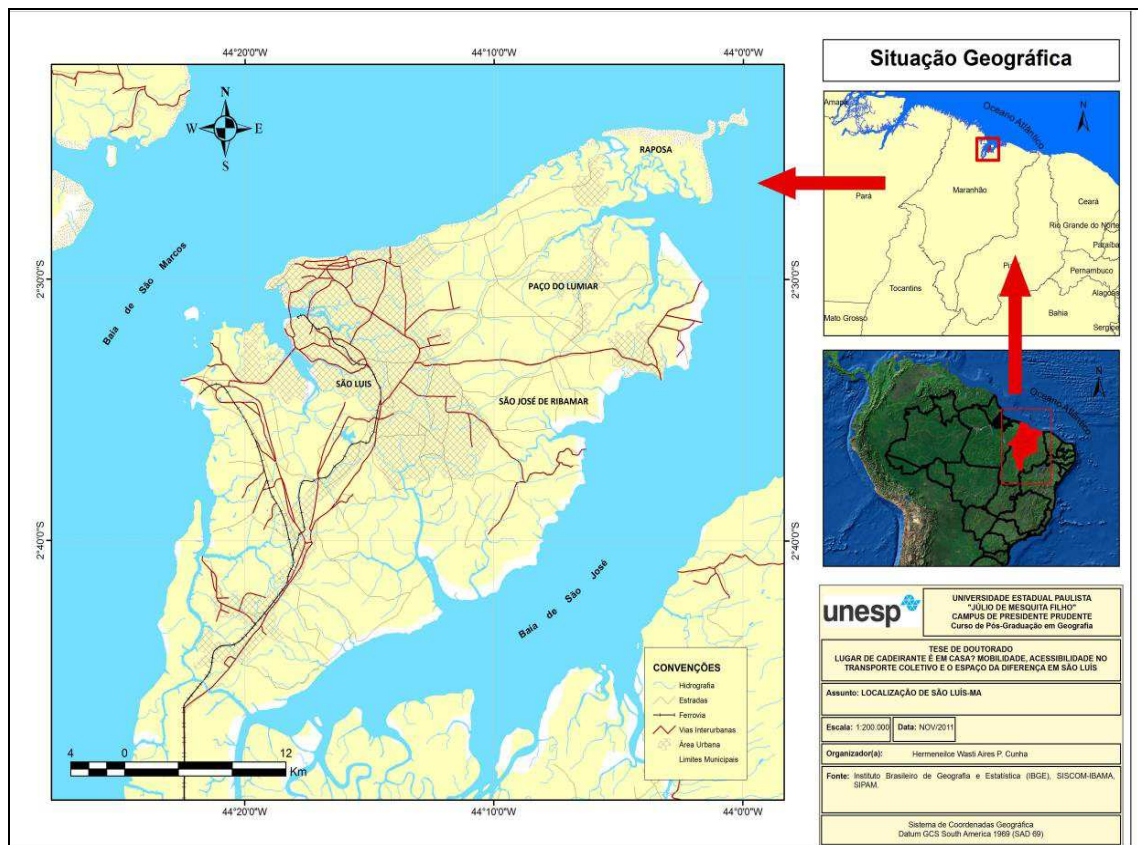 44°20'0"W
44°10'0"W
44°0'0"W
N
W
E
S
RAPOSA
Baia de São Marcos
2°30'0"S
2°30'0"S
PAÇO DO LUMIAR
SÃO LUIS
SÃO JOSÉ DE RIBAMAR
2°40'0"S
2°40'0"S
Baia de São José
CONVENÇÕES
Hidrografia
Estradas
Ferrovia
Vias Interurbanas
Área Urbana
Limites Municipais
4
0
12
Km
44°20'0"W
44°10'0"W
44°0'0"W
Situação Geográfica
Amapá
Oceano Atlântico
N
Pará
Maranhão
Ceará
Rio Grande do Norte
Paraíba
Pernambuco
Tocantins
Alagoas
Mato Grosso
Bahia
Sergipe
Oceano Atlântico
N
unesp
UNIVERSIDADE ESTADUAL PAULISTA
"JÚLIO DE MESQUITA FILHO"
CAMPUS DE PRESIDENTE PRUDENTE
Curso de Pós-Graduação em Geografia
TESE DE DOUTORADO
LUGAR DE CADEIRANTE É EM CASA? MOBILIDADE, ACESSIBILIDADE NO
TRANSPORTE COLETIVO E O ESPAÇO DA DIFERENÇA EM SÃO LUÍS
Assunto: LOCALIZAÇÃO DE SÃO LUÍS-MA
Escala: 1:200.000 Data: NOV/2011
Organizador(a): Hermeneilce Wasti Aires P. Cunha
Fonte: Instituto Brasileiro de Geografia e Estatística (IBGE), SISCOM-IBAMA,
SIPAM.
Sistema de Coordenadas Geográfica
Datum GCS South America 1969 (SAD 69)